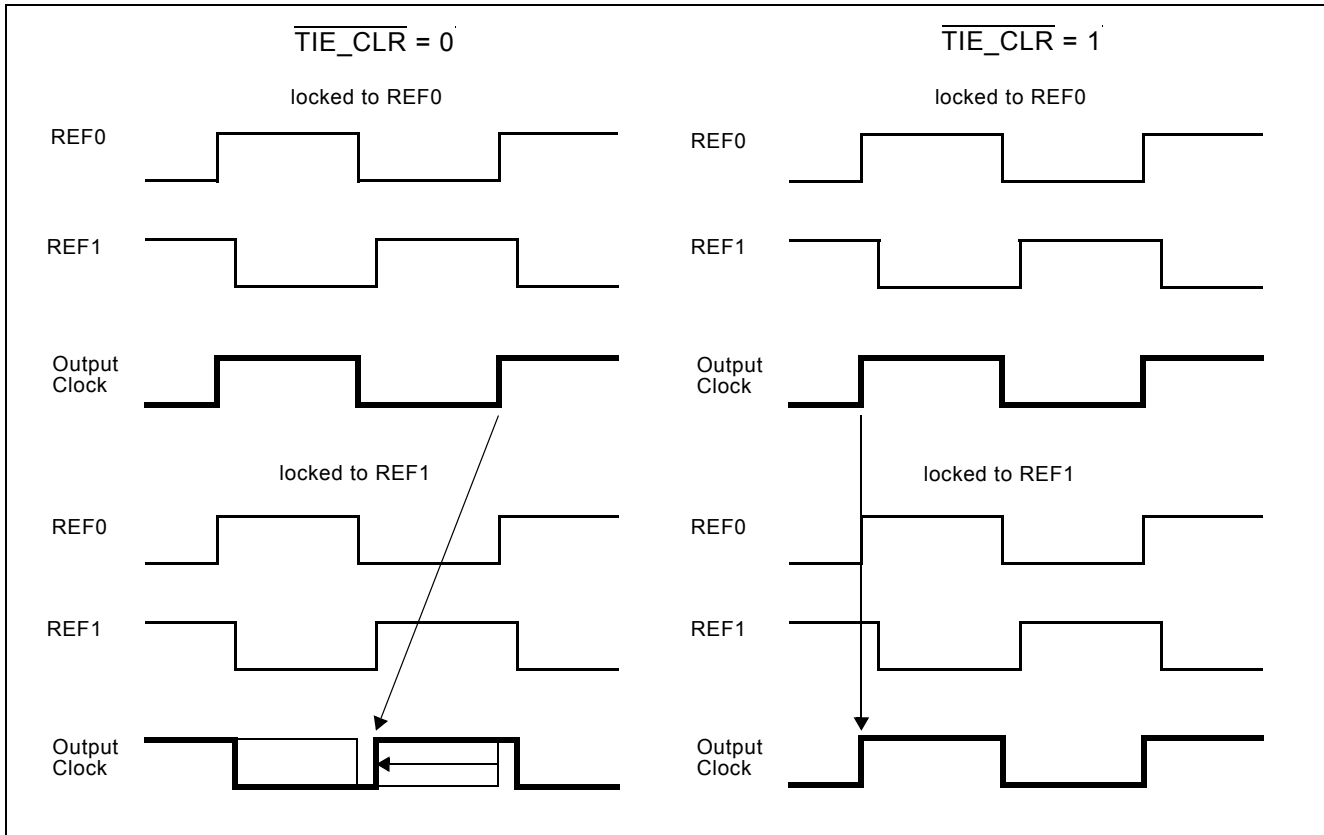 TIE_CLR = 0
locked to REF0
REF0
REF1
Output
Clock
locked to REF1
REF0
REF1
Output
Clock
TIE_CLR = 1
locked to REF0
REF0
REF1
Output
Clock
locked to REF1
REF0
REF1
Output
Clock